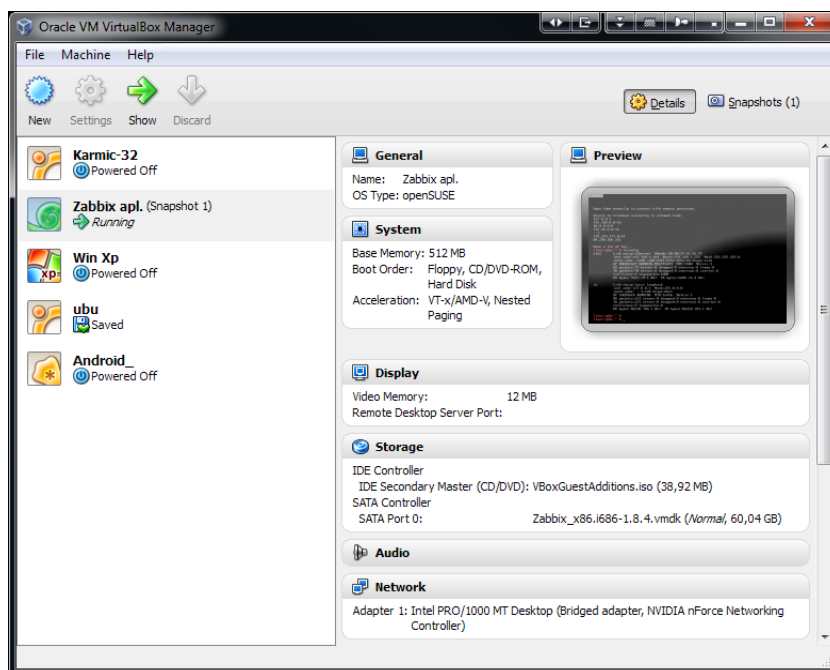 Oracle VM VirtualBox Manager
File Machine Help
New Settings Show Discard
Details Snapshots (1)
Karmic-32
Powered Off
Zabbix apl. (Snapshot 1)
Running
Win Xp
Powered Off
xp
ubu
Saved
Android_
Powered Off
General
Name: Zabbix apl.
OS Type: openSUSE
System
Base Memory: 512 MB
Boot Order: Floppy, CD/DVD-ROM,
Hard Disk
Acceleration: VT-x/AMD-V, Nested
Paging
Preview
Display
Video Memory: 12 MB
Remote Desktop Server Port:
Storage
IDE Controller
IDE Secondary Master (CD/DVD): VBoxGuestAdditions.iso (38,92 MB)
SATA Controller
SATA Port 0: Zabbix_x86.i686-1.8.4.vmdk (Normal, 60,04 GB)
Audio
Network
Adapter 1: Intel PRO/1000 MT Desktop (Bridged adapter, NVIDIA nForce Networking
Controller)